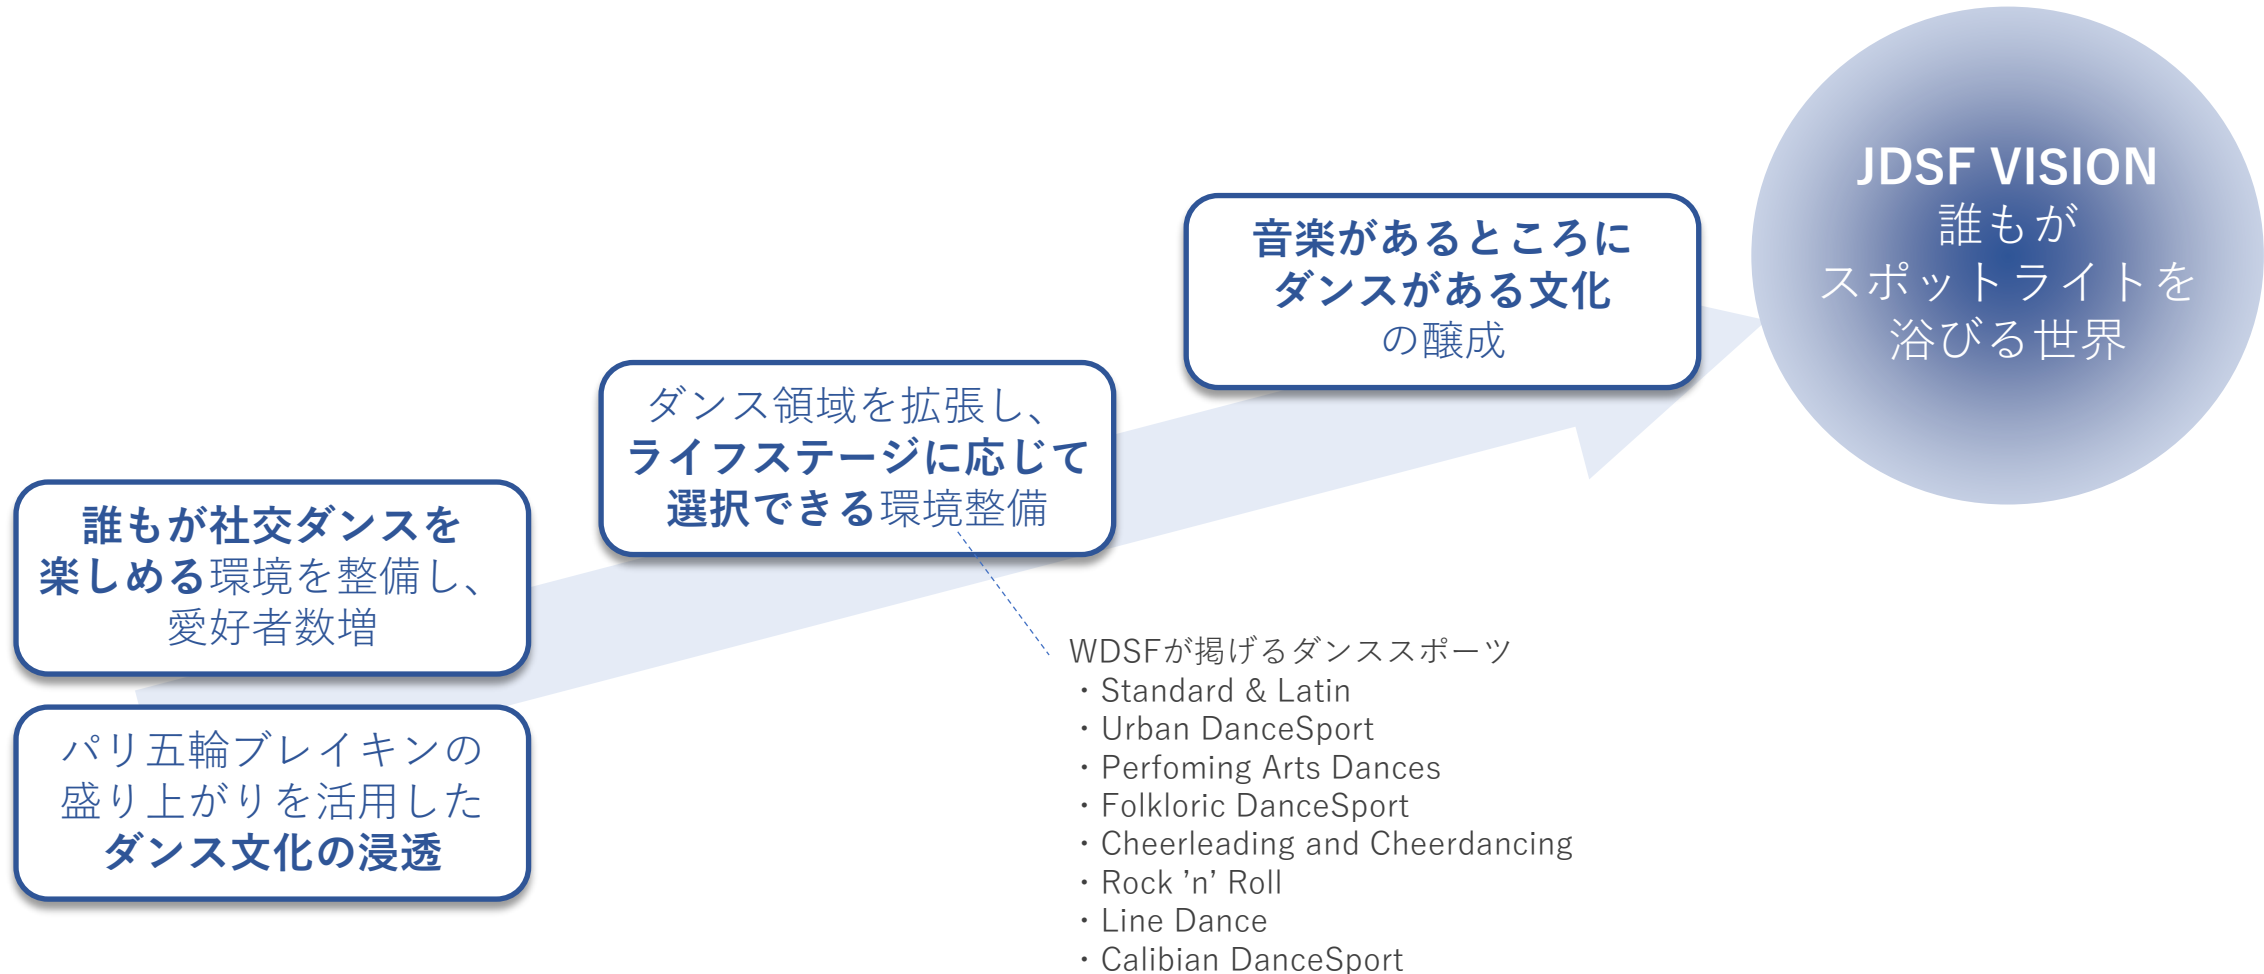 誰もが社交ダンスを
楽しめる環境を整備し、
愛好者数増
パリ五輪ブレイキンの
盛り上がりを活用した
ダンス文化の浸透
ダンス領域を拡張し、
ライフステージに応じて
選択できる環境整備
WDSFが掲げるダンススポーツ
・Standard & Latin
・Urban DanceSport
・Perfoming Arts Dances
・Folkloric DanceSport
・Cheerleading and Cheerdancing
・Rock ’n’ Roll
・Line Dance
・Calibian DanceSport
音楽があるところに
ダンスがある文化
の醸成
JDSF VISION
誰もが
スポットライトを
浴びる世界